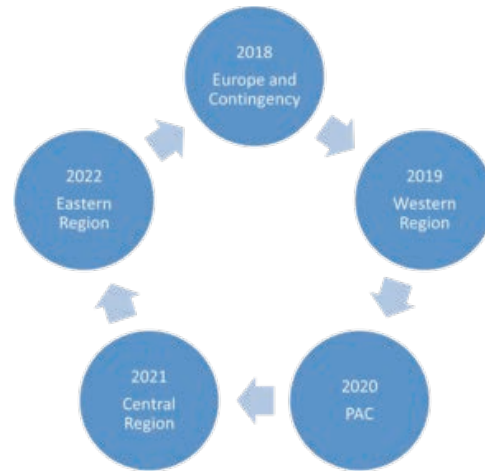 2018
Europe and
Contingency
2019
Western
Region
2020
PAC
2021
Central
Region
2022
Eastern
Region